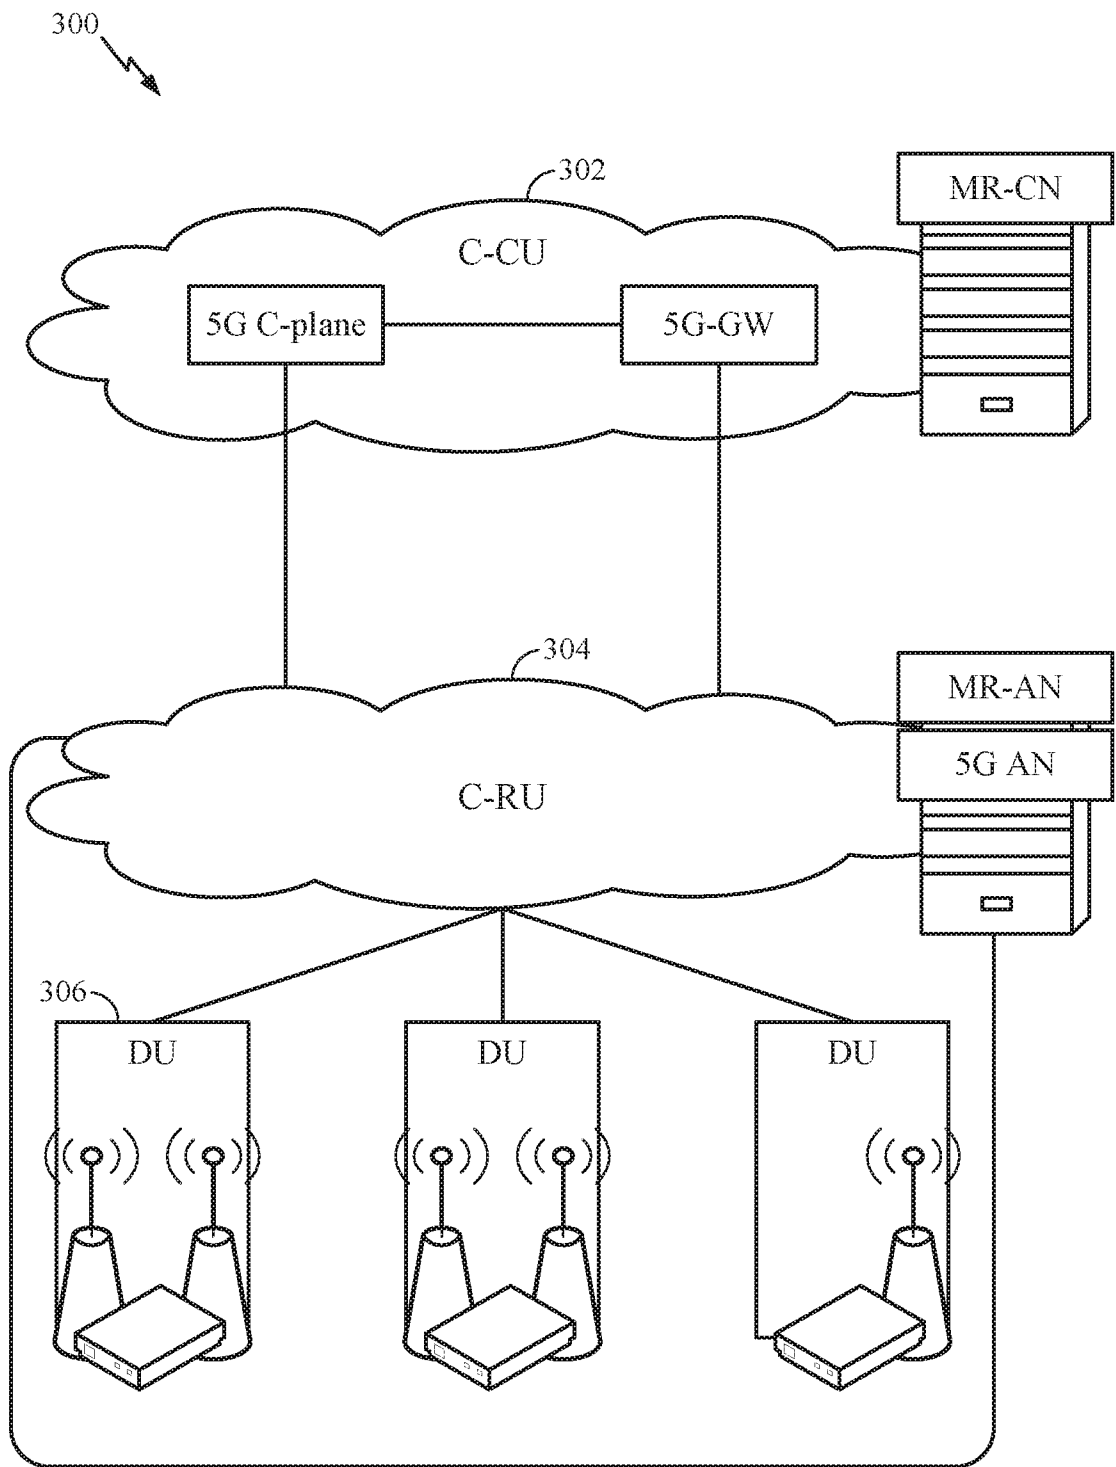 300
302
MR-CN
C-CU
5G C-plane
5G-GW
304
MR-AN
5G AN
C-RU
306
DU
DU
DU